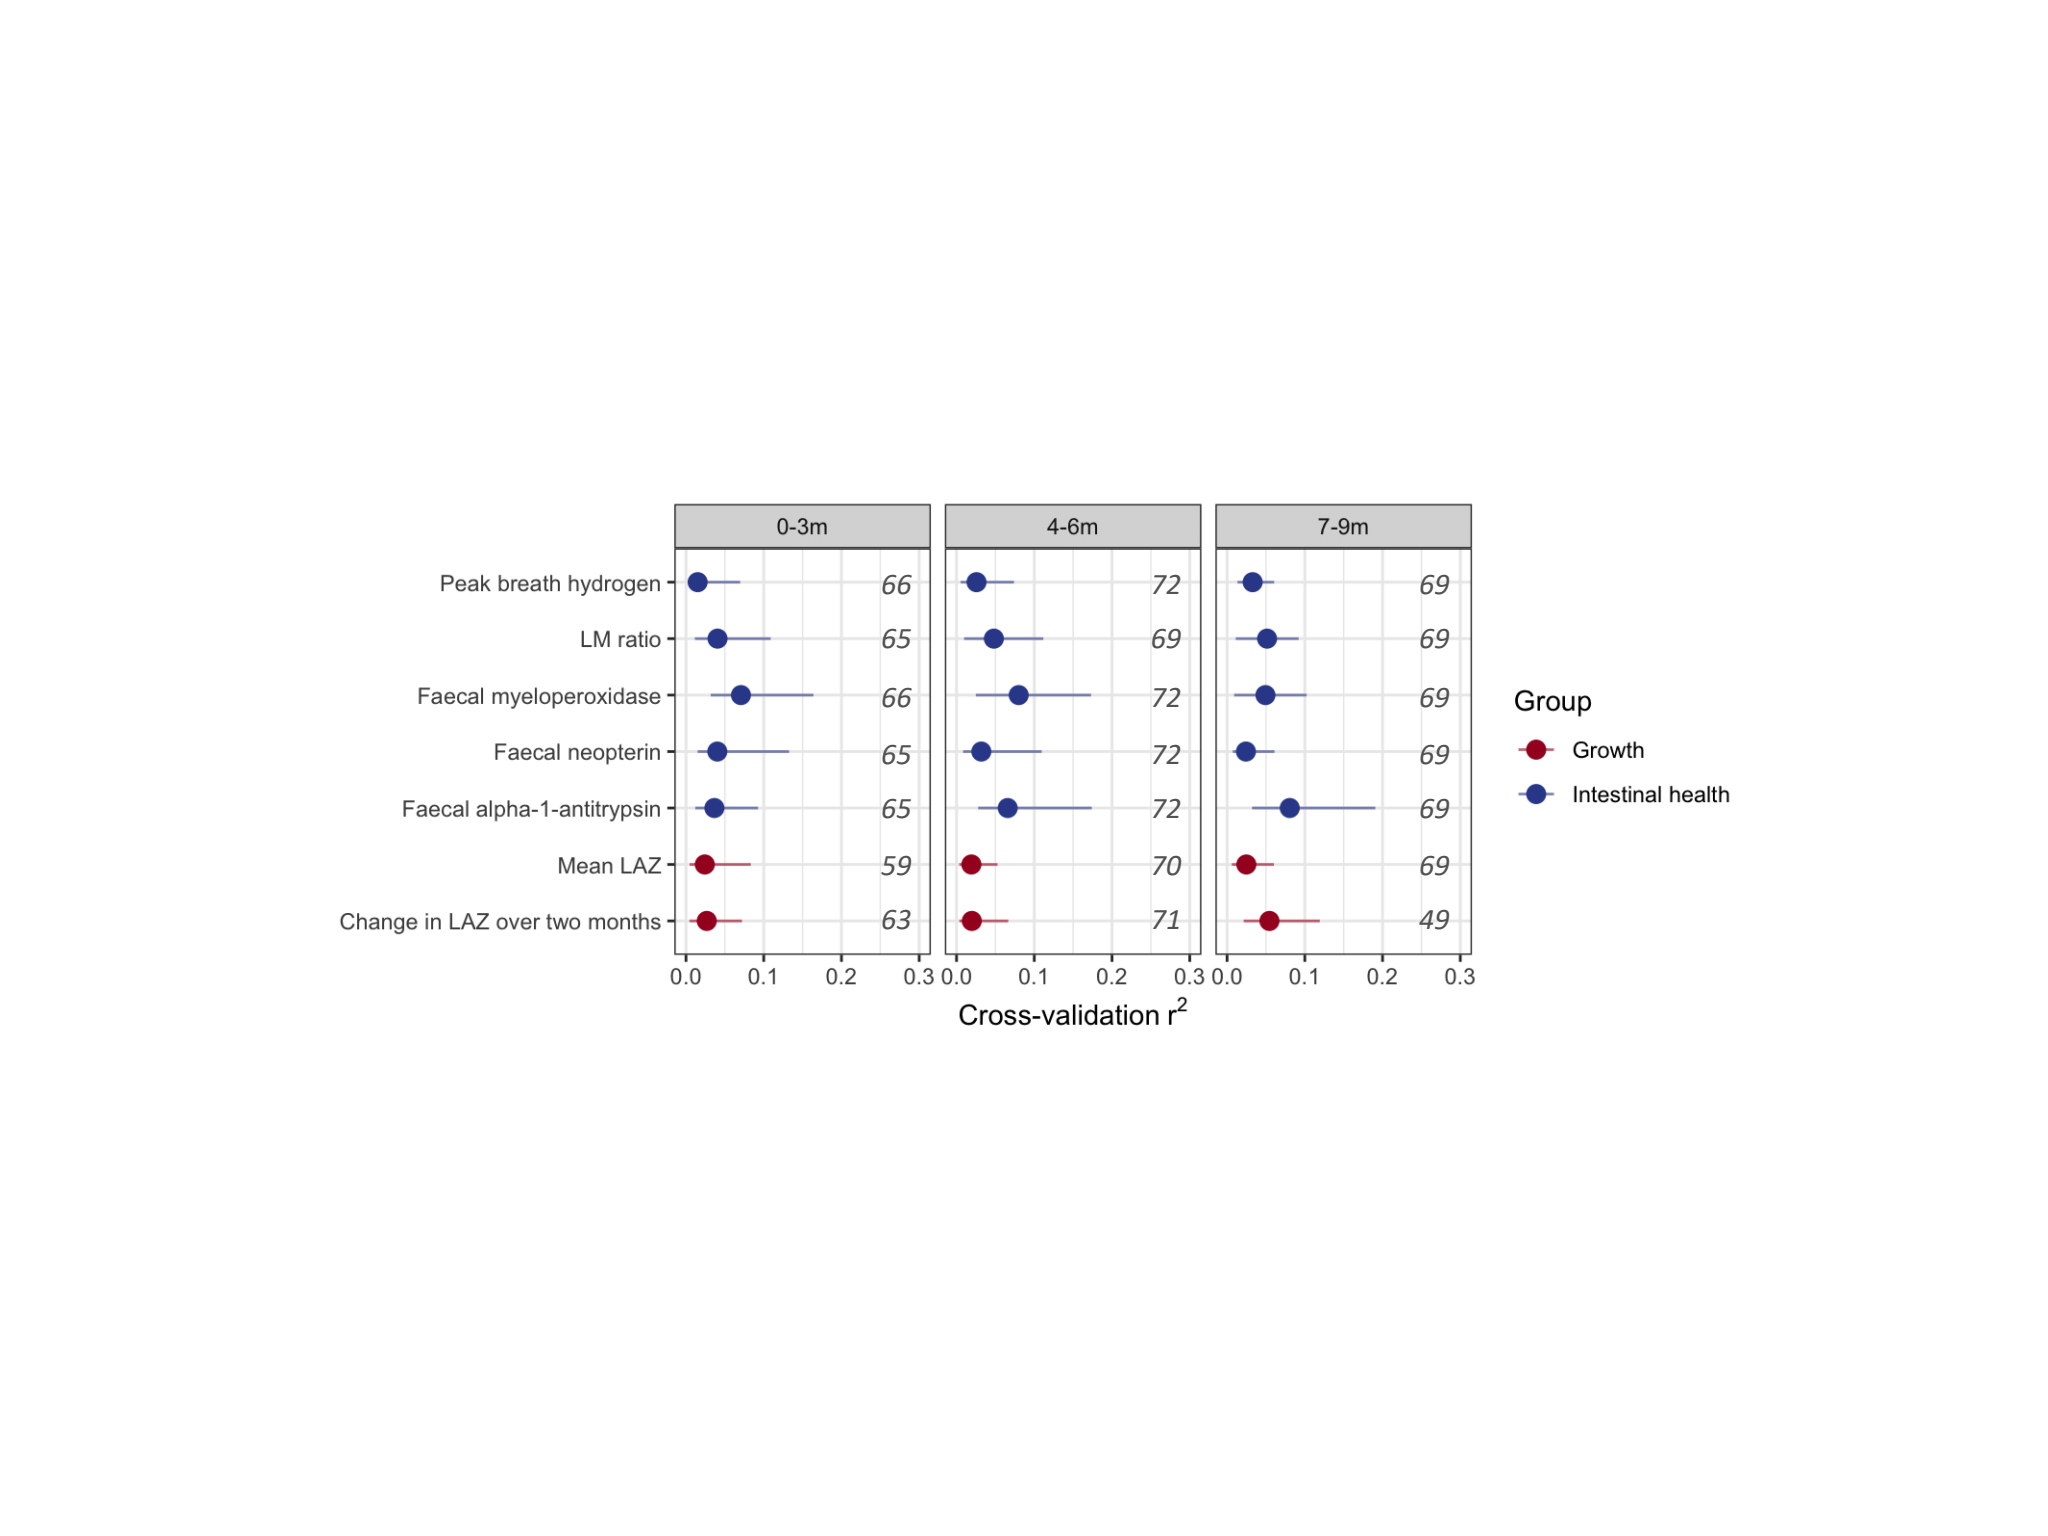 0-3m 4-6m 7-9m
Peak breath hydrogen 66 72 69
LM ratio 65 69 69
Faecal myeloperoxidase 66 72 69
Faecal neopterin 65 72 69
Faecal alpha-1-antitrypsin 65 72 69
Mean LAZ 59 70 69
Change in LAZ over two months 63 71 49
0.0 0.1 0.2 0.3 0.0 0.1 0.2 0.3 0.0 0.1 0.2 0.3
Cross-validation r²
Group
Growth
Intestinal health